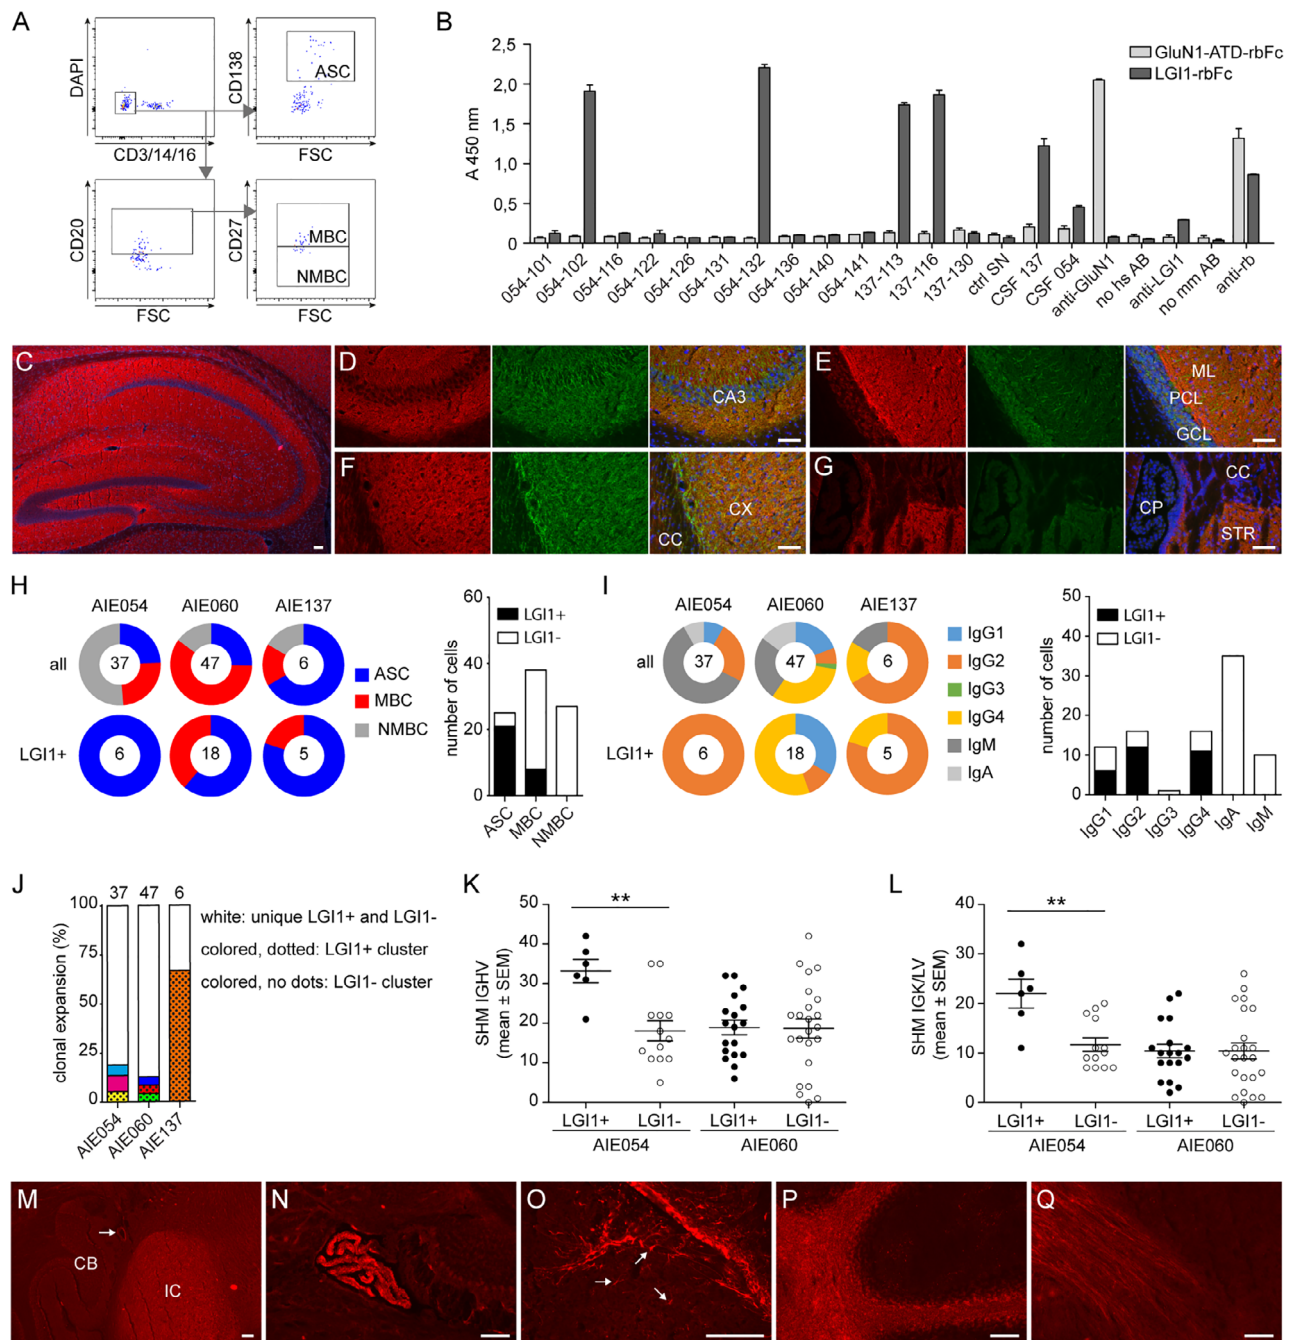 A
DAPI
CD3/14/16
CD138
ASC
FSC
CD20
FSC
CD27
MBC
NMBC
FSC
B
A 450 nm
2,5
2,0
1,5
1,0
0,5
0
GluN1-ATD-rbFc
LGI1-rbFc
054-101
054-102
054-116
054-122
054-126
054-131
054-132
054-136
054-140
054-141
137-113
137-116
137-130
ctrl SN
CSF 137
CSF 054
anti-GluN1
no hs AB
anti-LGI1
no mm AB
anti-rb
C
D
CA3
E
ML
PCL
GCL
F
CX
CC
G
CC
CP
STR
H
AIE054 AIE060 AIE137
all
37 47 6
LGI1+
6 18 5
ASC
MBC
NMBC
number of cells
60
40
20
0
LGI1+
LGI1-
ASC
MBC
NMBC
I
AIE054 AIE060 AIE137
all
37 47 6
LGI1+
6 18 5
IgG1
IgG2
IgG3
IgG4
IgM
IgA
number of cells
50
40
30
20
10
0
LGI1+
LGI1-
IgG1
IgG2
IgG3
IgG4
IgA
IgM
J
37 47 6
clonal expansion (%)
100
75
50
25
0
AIE054
AIE060
AIE137
white: unique LGI1+ and LGI1-
colored, dotted: LGI1+ cluster
colored, no dots: LGI1- cluster
K
SHM IGHV
(mean ± SEM)
50
40
30
20
10
0
**
LGI1+ LGI1- LGI1+ LGI1-
AIE054 AIE060
L
SHM IGK/LV
(mean ± SEM)
40
30
20
10
0
**
LGI1+ LGI1- LGI1+ LGI1-
AIE054 AIE060
M
CB
IC
N
O
P
Q